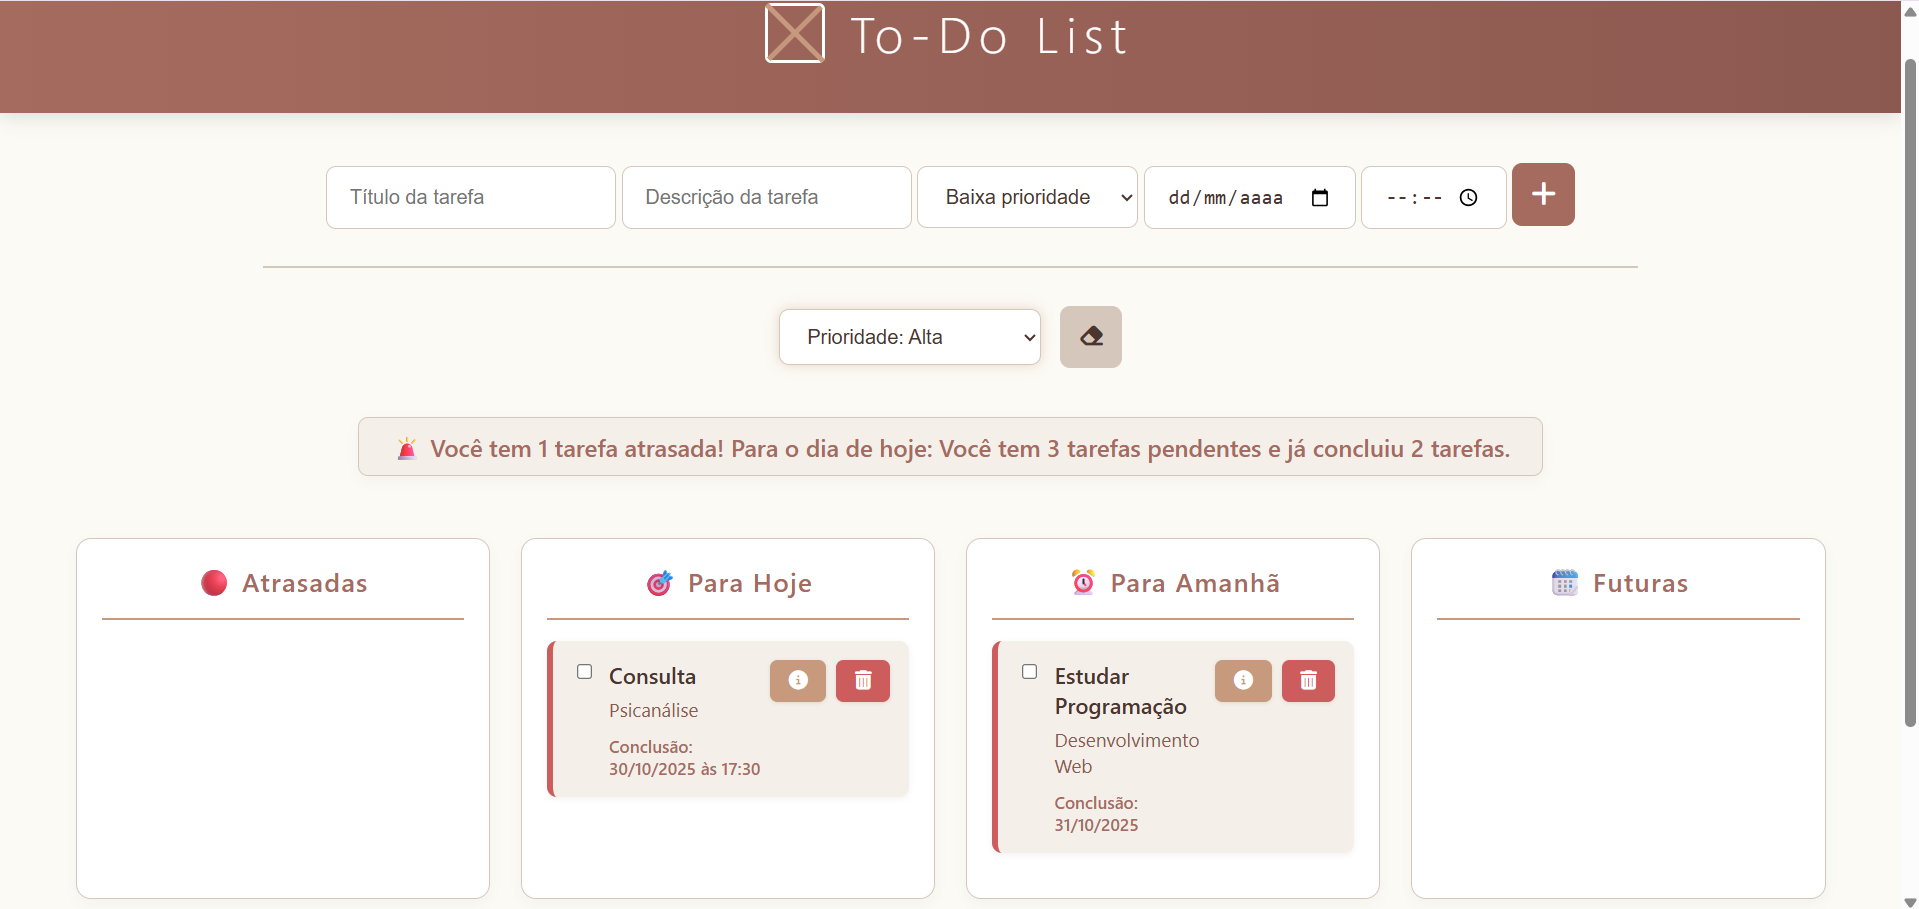 To-Do List
Título da tarefa
Descrição da tarefa
Baixa prioridade
dd/mm/aaaa
--:--
Prioridade: Alta
Você tem 1 tarefa atrasada! Para o dia de hoje: Você tem 3 tarefas pendentes e já concluiu 2 tarefas.
Atrasadas
Para Hoje
Consulta
Psicanálise
Conclusão:
30/10/2025 às 17:30
Para Amanhã
Estudar
Programação
Desenvolvimento
Web
Conclusão:
31/10/2025
Futuras